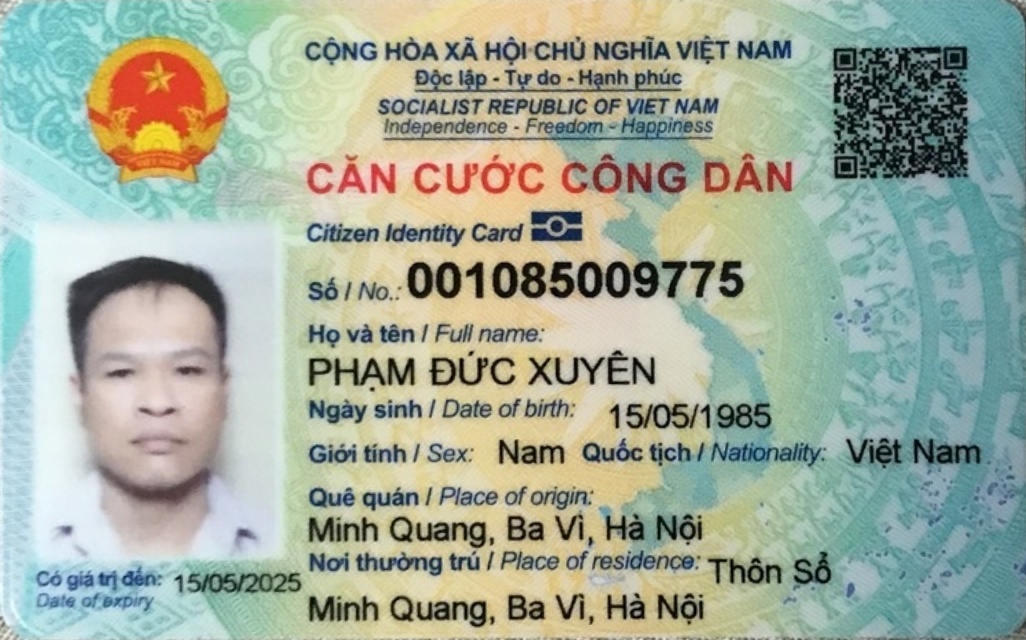 CỘNG HÒA XÃ HỘI CHỦ NGHĨA VIỆT NAM
Độc lập - Tự do - Hạnh phúc
SOCIALIST REPUBLIC OF VIET NAM
Independence - Freedom - Happiness
CĂN CƯỚC CÔNG DÂN
Citizen Identity Card
Số / No.: 001085009775
Họ và tên / Full name:
PHẠM ĐỨC XUYÊN
Ngày sinh / Date of birth: 15/05/1985
Giới tính / Sex: Nam Quốc tịch / Nationality: Việt Nam
Quê quán / Place of origin:
Minh Quang, Ba Vì, Hà Nội
Nơi thường trú / Place of residence: Thôn Sổ
Minh Quang, Ba Vì, Hà Nội
Có giá trị đến: 15/05/2025
Date of expiry
VIỆT NAM